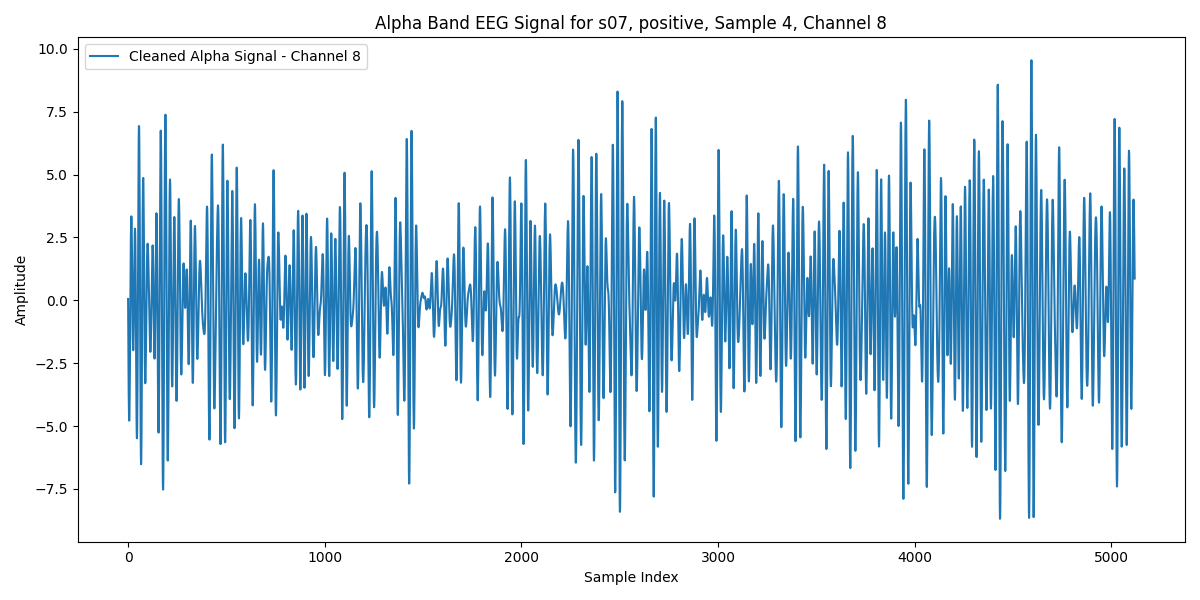 Alpha Band EEG Signal for s07, positive, Sample 4, Channel 8
Cleaned Alpha Signal - Channel 8
Amplitude
10.0
7.5
5.0
2.5
0.0
−2.5
−5.0
−7.5
0 1000 2000 3000 4000 5000
Sample Index